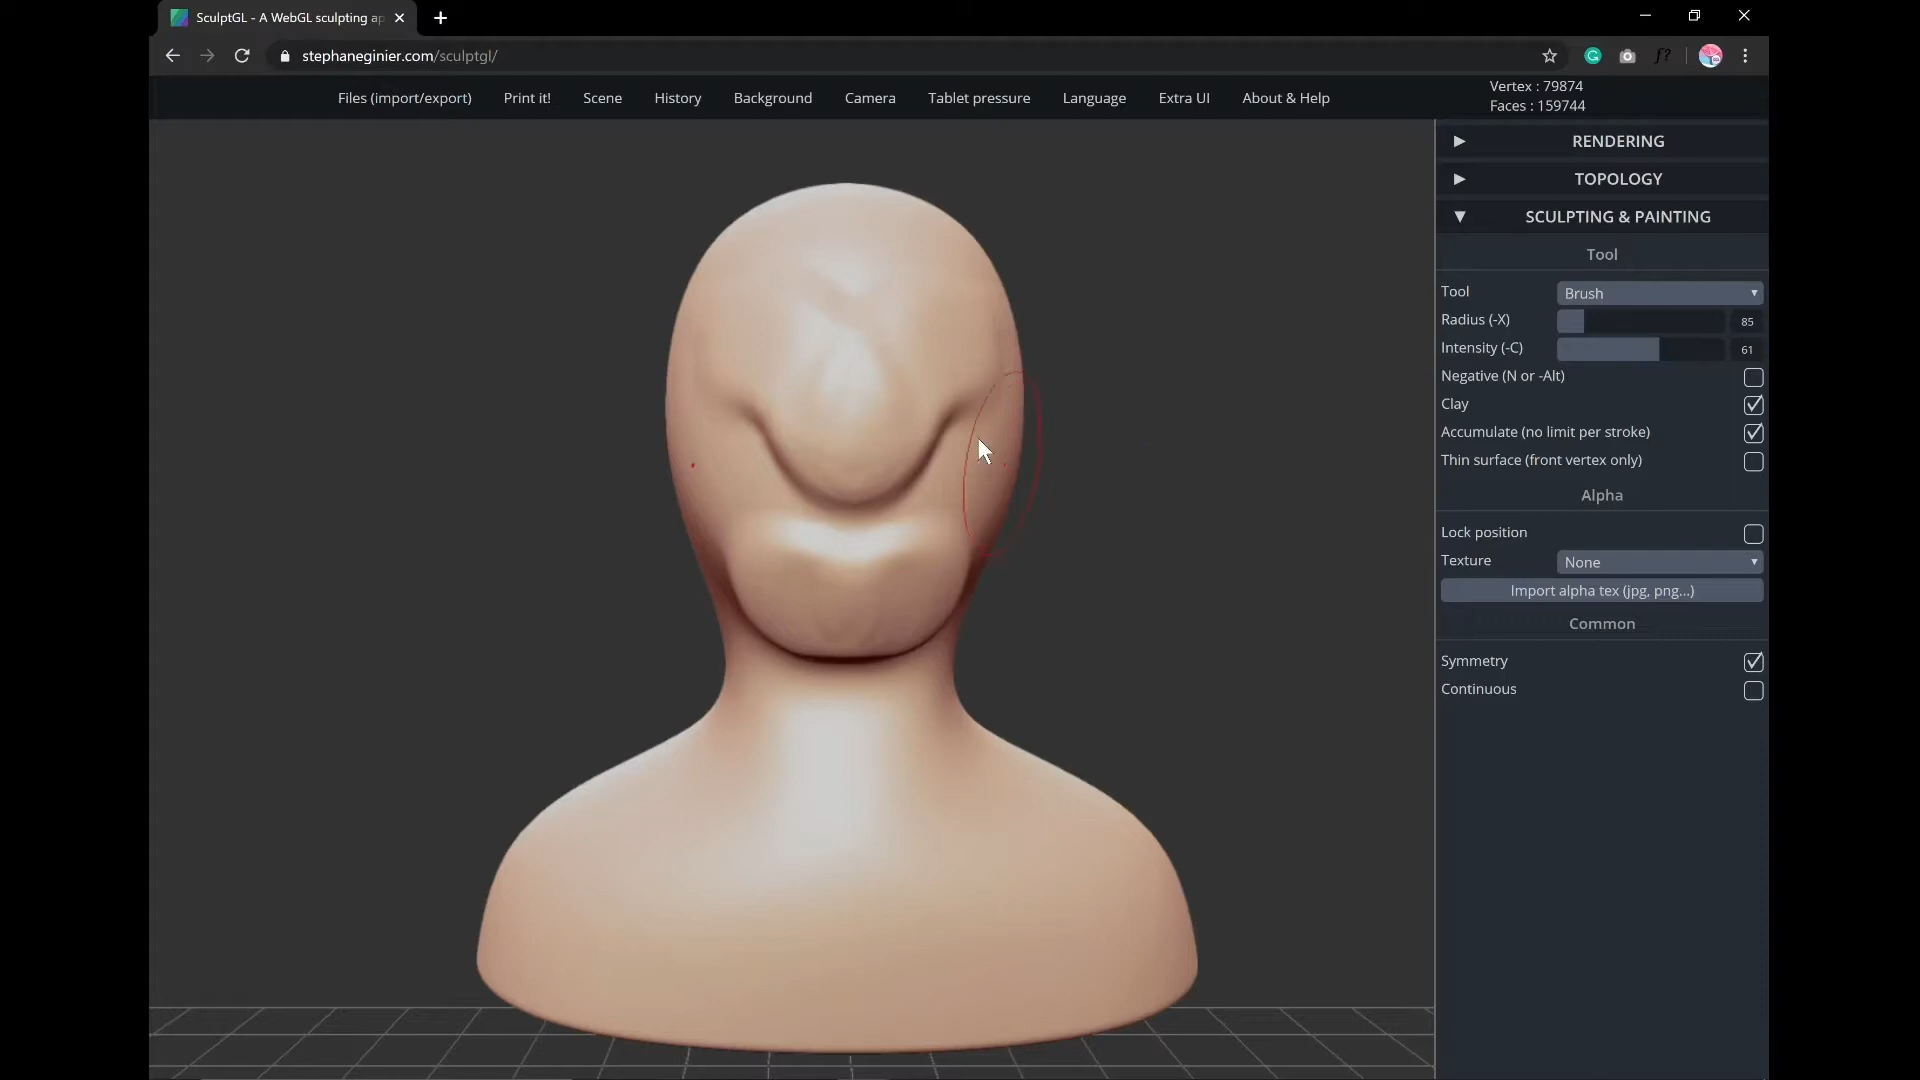 SculptGL - A WebGL sculpting ap
stephaneginier.com/sculptgl/
f?
Files (import/export) Print it! Scene History Background Camera Tablet pressure Language Extra UI About & Help
Vertex : 79874
Faces : 159744
RENDERING
TOPOLOGY
SCULPTING & PAINTING
Tool
Tool Brush
Radius (-X) 85
Intensity (-C) 61
Negative (N or -Alt)
Clay
Accumulate (no limit per stroke)
Thin surface (front vertex only)
Alpha
Lock position
Texture None
Import alpha tex (jpg, png...)
Common
Symmetry
Continuous